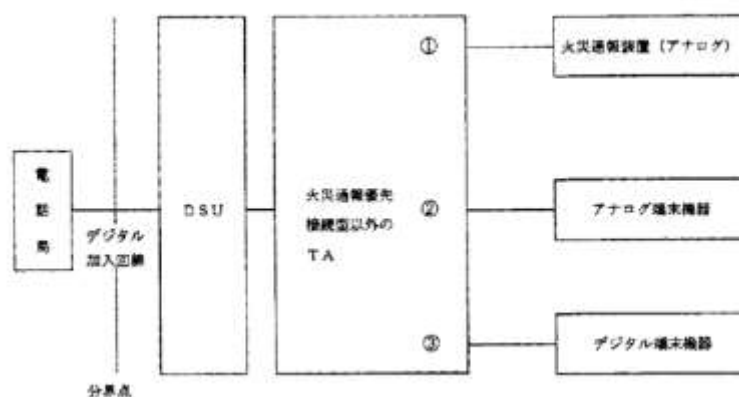 ①
火災通報装置（アナログ）
電
話
局
DSU
火災通報優先
接続型以外の
TA
②
アナログ端末機器
デジタル
加入回線
③
デジタル端末機器
分界点